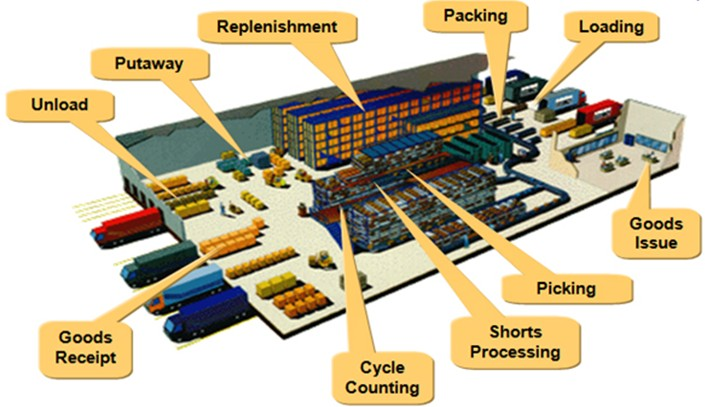 Packing
Replenishment
Loading
Putaway
Unload
Goods
Issue
Picking
Goods
Receipt
Shorts
Processing
Cycle
Counting